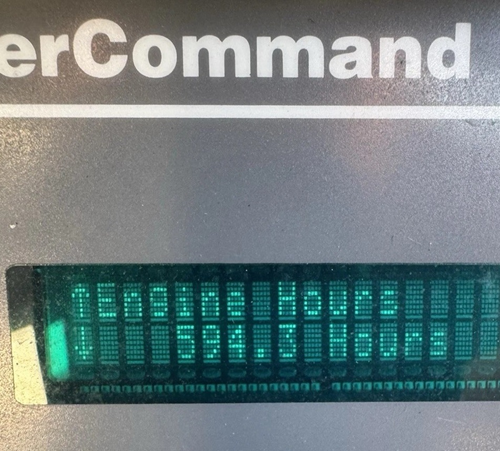 erCommand
↑Engine Hours
↓ 594.3 Hours